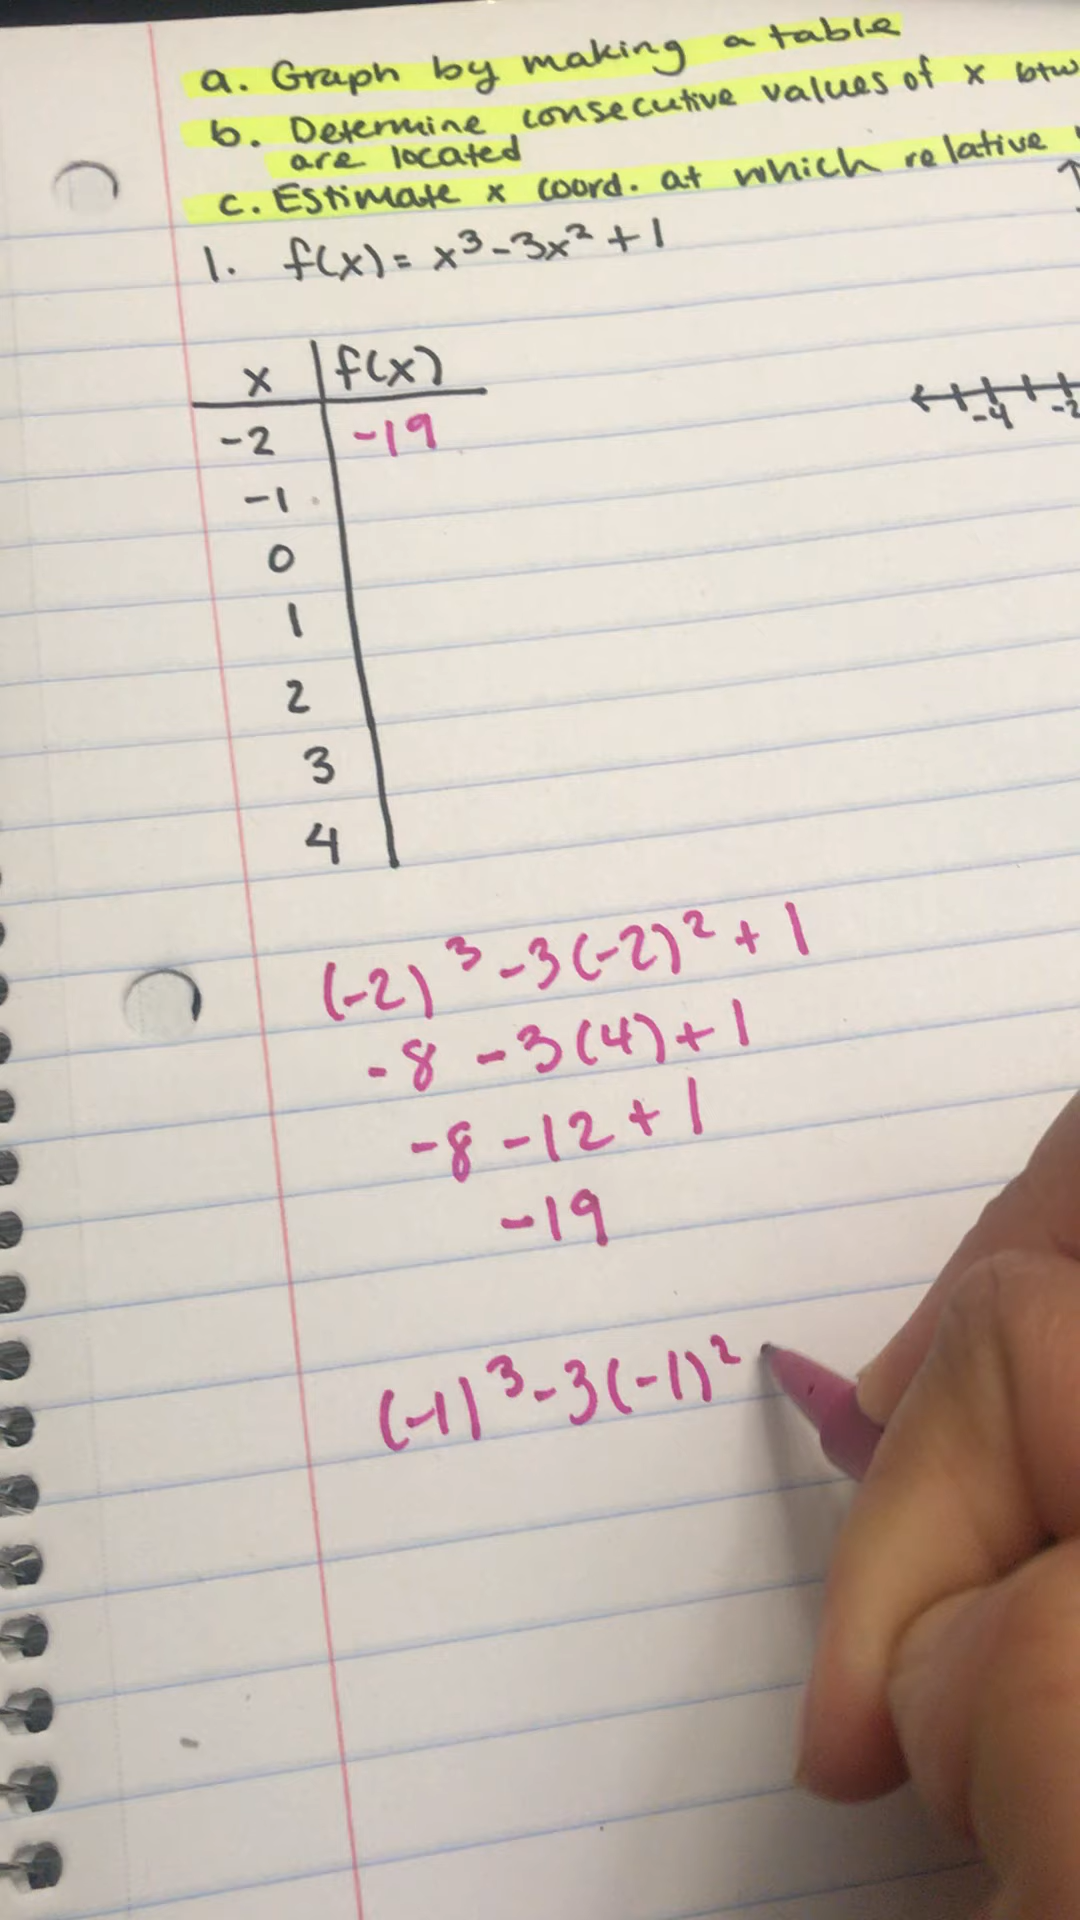 a. Graph by making a table
b. Determine consecutive values of x btw
are located
c. Estimate x coord. at which relative
1. f(x) = x³ - 3x² + 1
x f(x)
-2 -19
-1
0
1
2
3
4
-4 -2
(-2)³ - 3(-2)² + 1
-8 - 3(4) + 1
-8 - 12 + 1
-19
(-1)³ - 3(-1)²